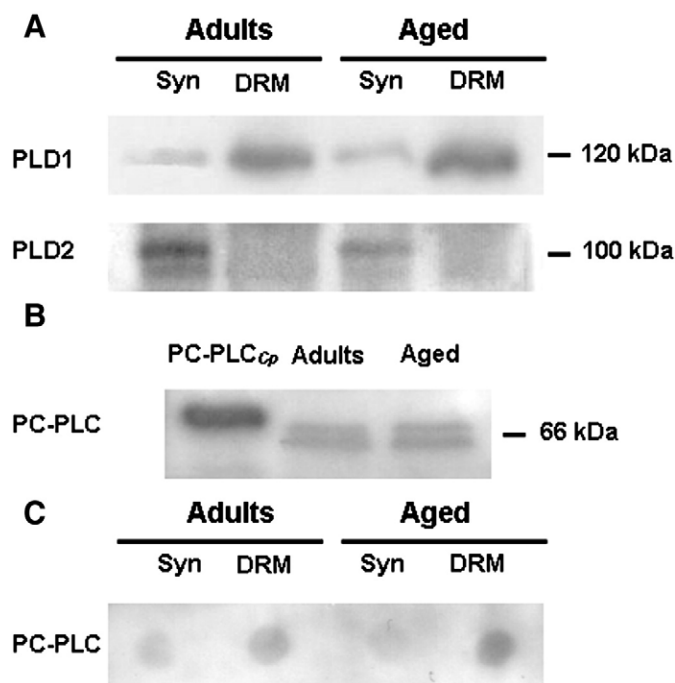 A
Adults Aged
Syn DRM Syn DRM
PLD1 120 kDa
PLD2 100 kDa
B
PC-PLCCp Adults Aged
PC-PLC 66 kDa
C
Adults Aged
Syn DRM Syn DRM
PC-PLC